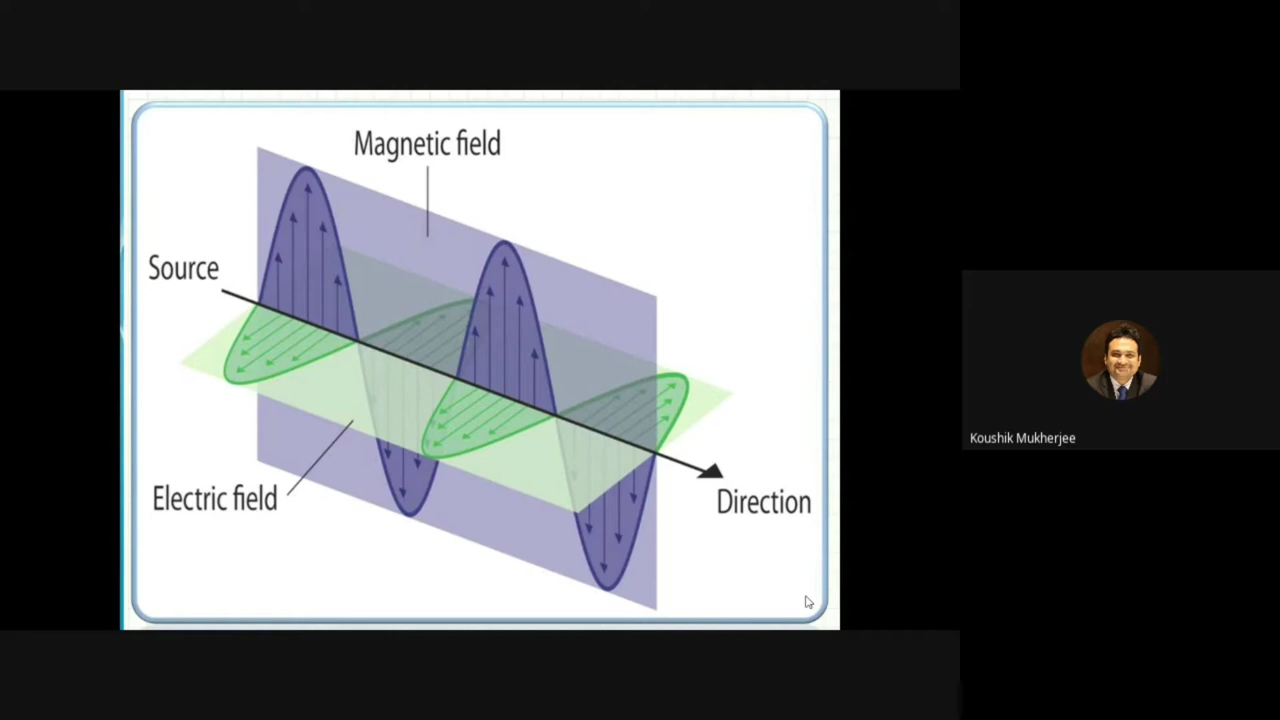 Magnetic field
Source
Electric field
Direction
Koushik Mukherjee